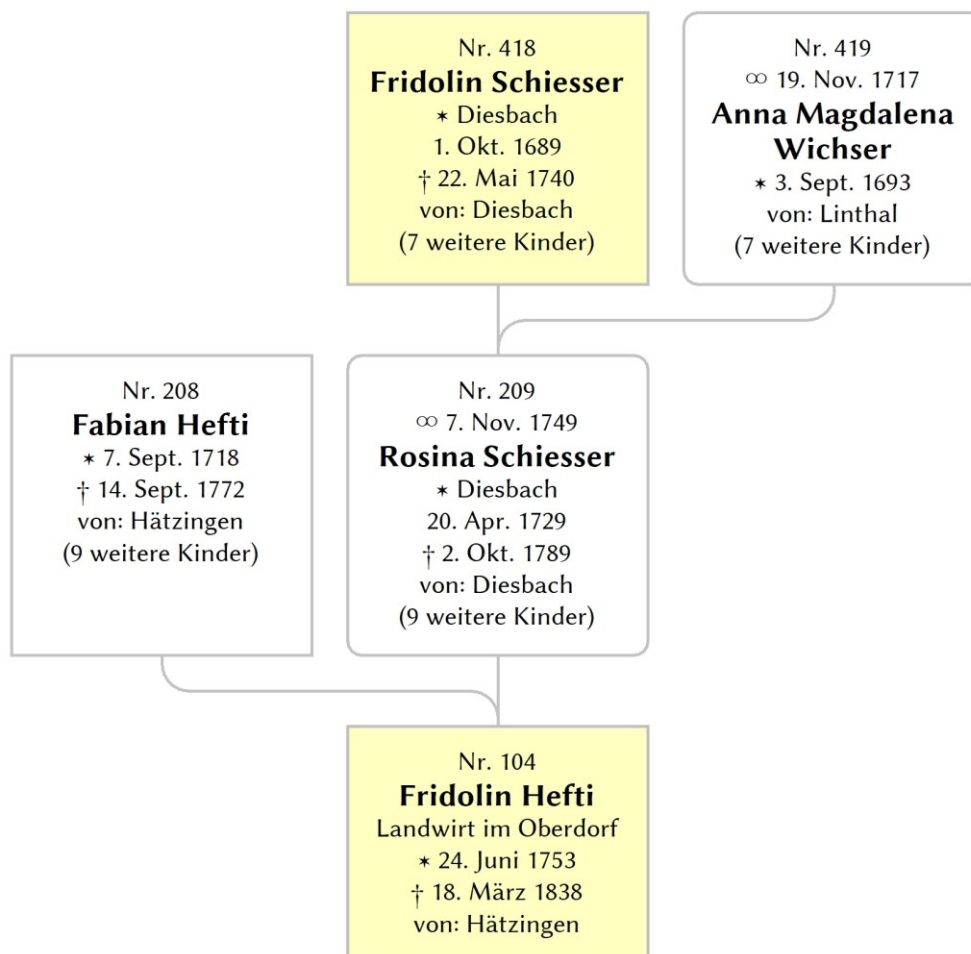 Nr. 418
Fridolin Schiesser
✶ Diesbach
1. Okt. 1689
† 22. Mai 1740
von: Diesbach
(7 weitere Kinder)
Nr. 419
∞ 19. Nov. 1717
Anna Magdalena
Wichser
✶ 3. Sept. 1693
von: Linthal
(7 weitere Kinder)
Nr. 208
Fabian Hefti
✶ 7. Sept. 1718
† 14. Sept. 1772
von: Hätzingen
(9 weitere Kinder)
Nr. 209
∞ 7. Nov. 1749
Rosina Schiesser
✶ Diesbach
20. Apr. 1729
† 2. Okt. 1789
von: Diesbach
(9 weitere Kinder)
Nr. 104
Fridolin Hefti
Landwirt im Oberdorf
✶ 24. Juni 1753
† 18. März 1838
von: Hätzingen